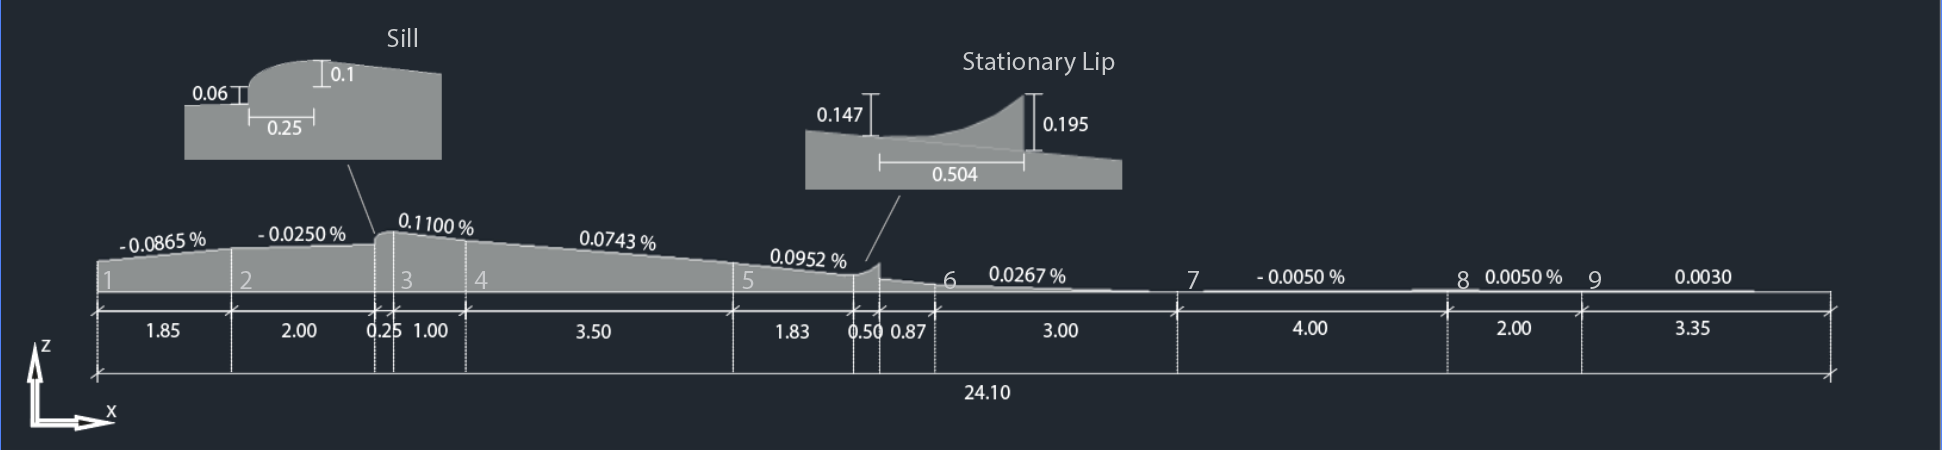 Sill
Stationary Lip
0.06
0.1
0.25
0.147
0.195
0.504
- 0.0865 %
- 0.0250 %
0.1100 %
0.0743 %
0.0952 %
0.0267 %
- 0.0050 %
0.0050 %
0.0030
1 2 3 4 5 6 7 8 9
1.85 2.00 0.25 1.00 3.50 1.83 0.50 0.87 3.00 4.00 2.00 3.35
24.10
z
x